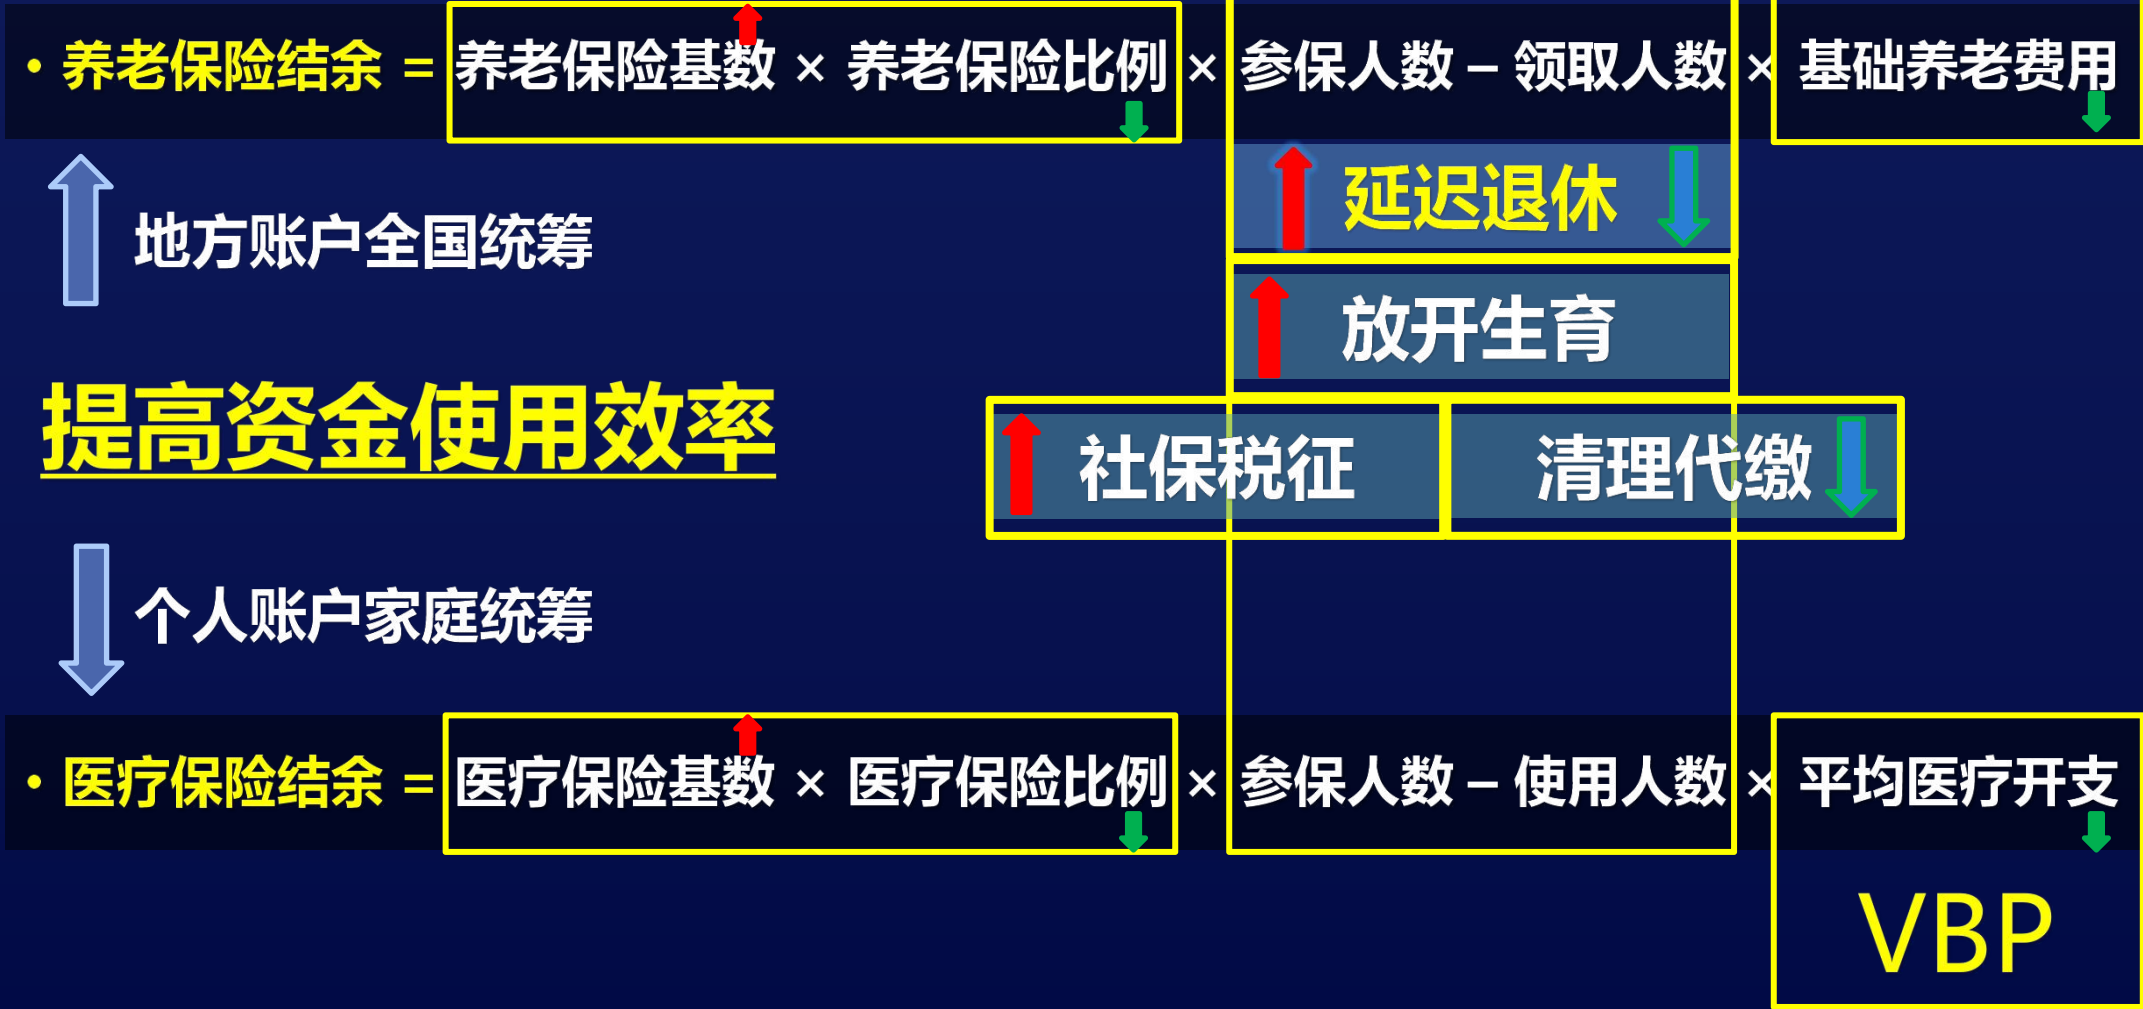 • 养老保险结余 = 养老保险基数 × 养老保险比例 × 参保人数 – 领取人数 × 基础养老费用
延迟退休
地方账户全国统筹
放开生育
提高资金使用效率
社保税征 清理代缴
个人账户家庭统筹
• 医疗保险结余 = 医疗保险基数 × 医疗保险比例 × 参保人数 – 使用人数 × 平均医疗开支
VBP